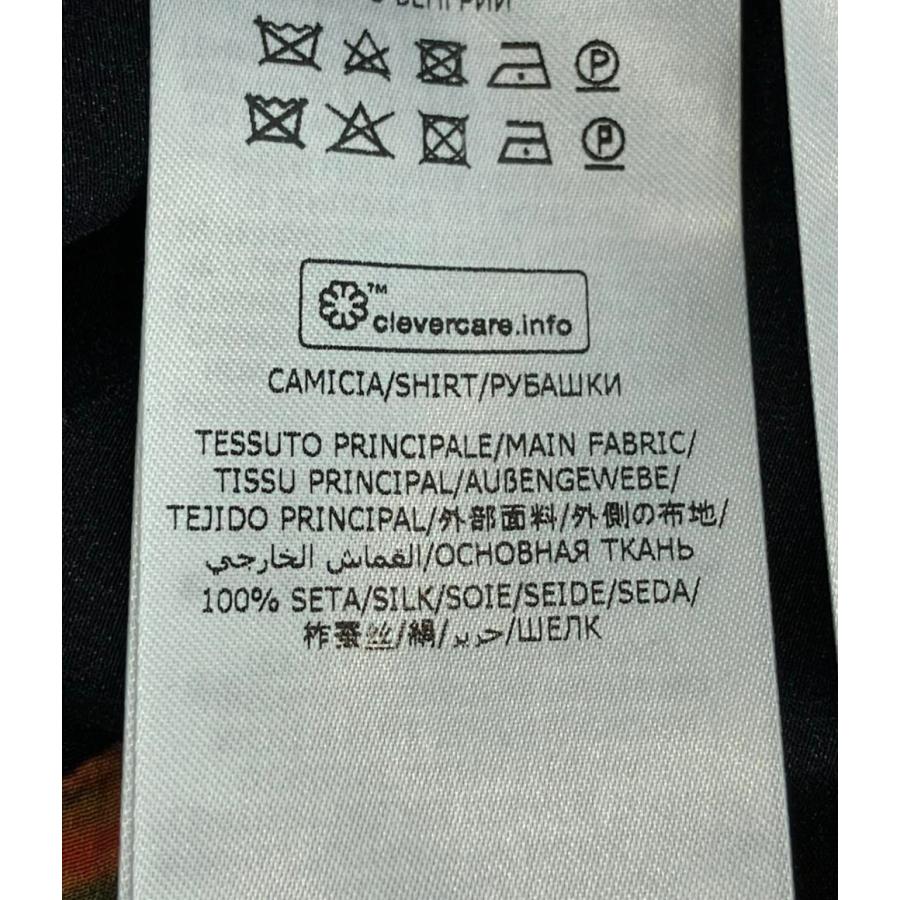 P
P
™
clevercare.info
CAMICIA/SHIRT/РУБАШКИ
TESSUTO PRINCIPALE/MAIN FABRIC/
TISSU PRINCIPAL/AUßENGEWEBE/
TEJIDO PRINCIPAL/外部面料/外側の布地/
القماش الخارجي/ОСНОВНАЯ ТКАНЬ
100% SETA/SILK/SOIE/SEIDE/SEDA/
柞蚕丝/絹/حرير/ШЕЛК